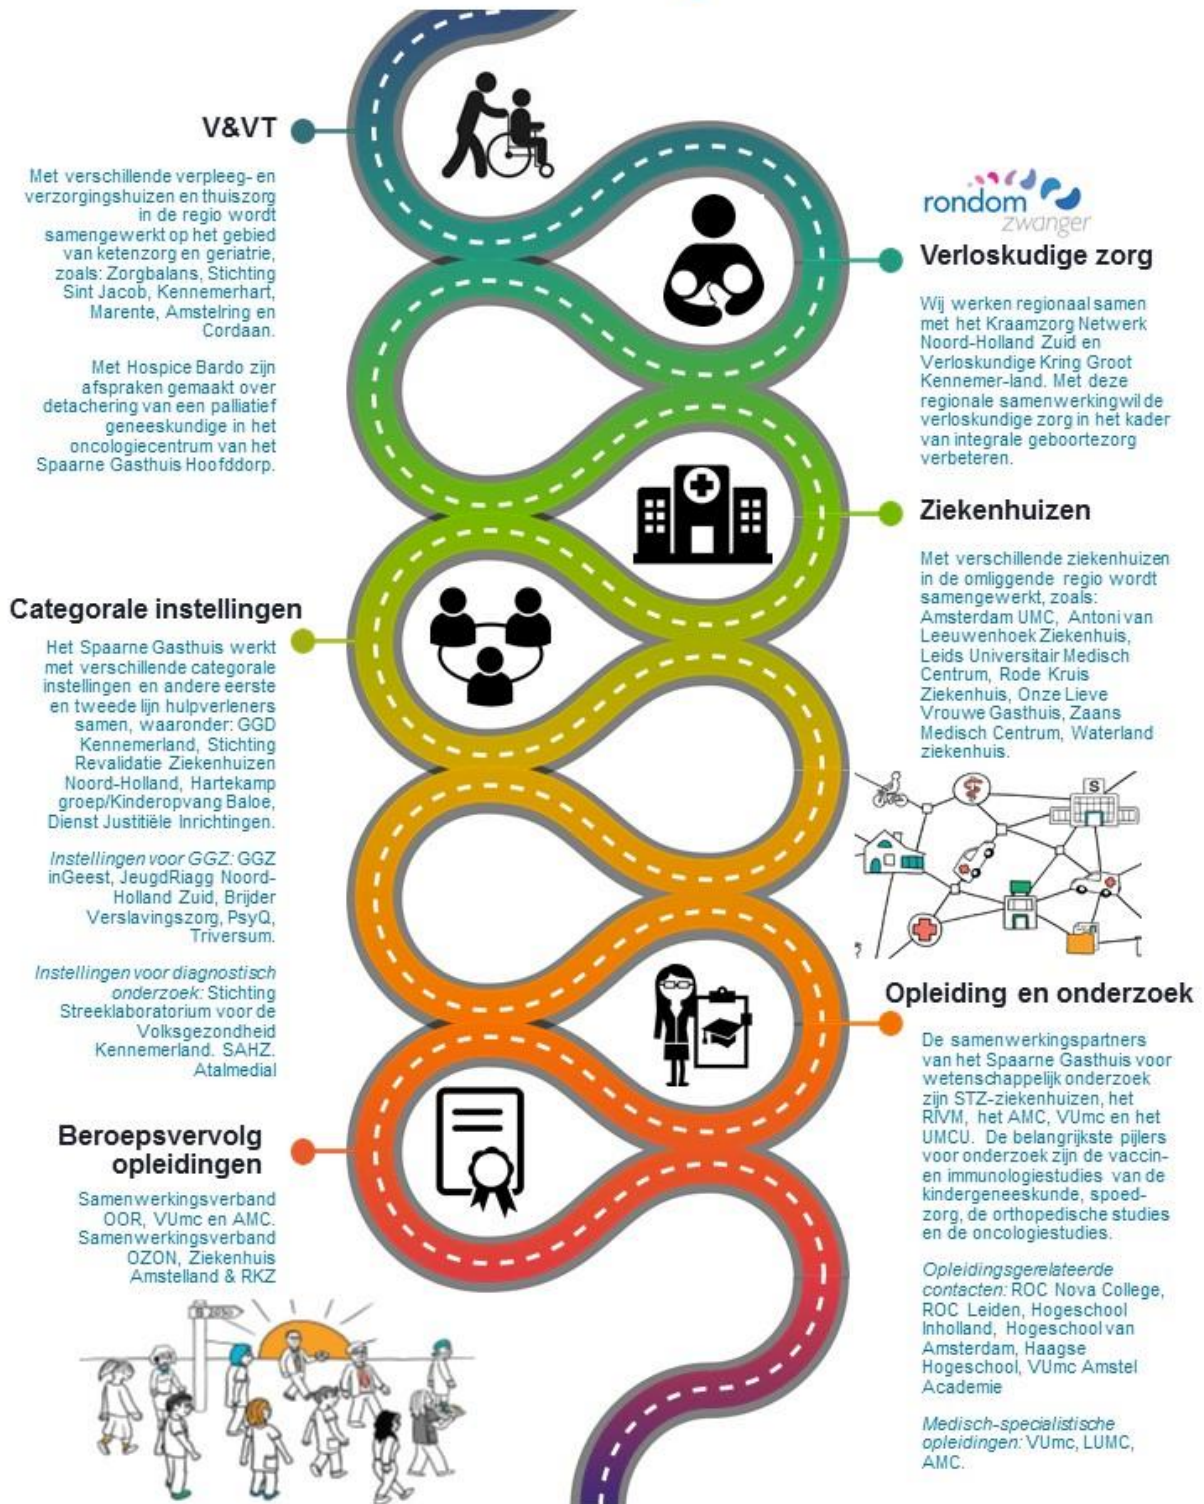 V&VT
Met verschillende verpleeg- en
verzorgingshuizen en thuiszorg
in de regio wordt
samengewerkt op het gebied
van ketenzorg en geriatrie,
zoals: Zorgbalans, Stichting
Sint Jacob, Kennemerhart,
Marente, Amstelring en
Cordaan.
Met Hospice Bardo zijn
afspraken gemaakt over
detachering van een palliatief
geneeskundige in het
oncologiecentrum van het
Spaarne Gasthuis Hoofddorp.
rondom
zwanger
Verloskudige zorg
Wij werken regionaal samen
met het Kraamzorg Netwerk
Noord-Holland Zuid en
Verloskundige Kring Groot
Kennemer-land. Met deze
regionale samenwerking wil de
verloskundige zorg in het kader
van integrale geboortezorg
verbeteren.
Ziekenhuizen
Met verschillende ziekenhuizen
in de omliggende regio wordt
samengewerkt, zoals:
Amsterdam UMC, Antoni van
Leeuwenhoek Ziekenhuis,
Leids Universitair Medisch
Centrum, Rode Kruis
Ziekenhuis, Onze Lieve
Vrouwe Gasthuis, Zaans
Medisch Centrum, Waterland
ziekenhuis.
S
Categorale instellingen
Het Spaarne Gasthuis werkt
met verschillende categorale
instellingen en andere eerste
en tweede lijn hulpverleners
samen, waaronder: GGD
Kennemerland, Stichting
Revalidatie Ziekenhuizen
Noord-Holland, Hartekamp
groep/Kinderopvang Baloe,
Dienst Justitiële Inrichtingen.
Instellingen voor GGZ: GGZ
inGeest, JeugdRiagg Noord-
Holland Zuid, Brijder
Verslavingszorg, PsyQ,
Triversum.
Instellingen voor diagnostisch
onderzoek: Stichting
Streeklaboratorium voor de
Volksgezondheid
Kennemerland. SAHZ.
Atalmedial
Opleiding en onderzoek
De samenwerkingspartners
van het Spaarne Gasthuis voor
wetenschappelijk onderzoek
zijn STZ-ziekenhuizen, het
RIVM, het AMC, VUmc en het
UMCU. De belangrijkste pijlers
voor onderzoek zijn de vaccin-
en immunologiestudies van de
kindergeneeskunde, spoed-
zorg, de orthopedische studies
en de oncologiestudies.
Opleidingsgerelateerde
contacten: ROC Nova College,
ROC Leiden, Hogeschool
Inholland, Hogeschool van
Amsterdam, Haagse
Hogeschool, VUmc Amstel
Academie
Medisch-specialistische
opleidingen: VUmc, LUMC,
AMC.
Beroepsvervolg
opleidingen
Samenwerkingsverband
OOR, VUmc en AMC.
Samenwerkingsverband
OZON, Ziekenhuis
Amstelland & RKZ